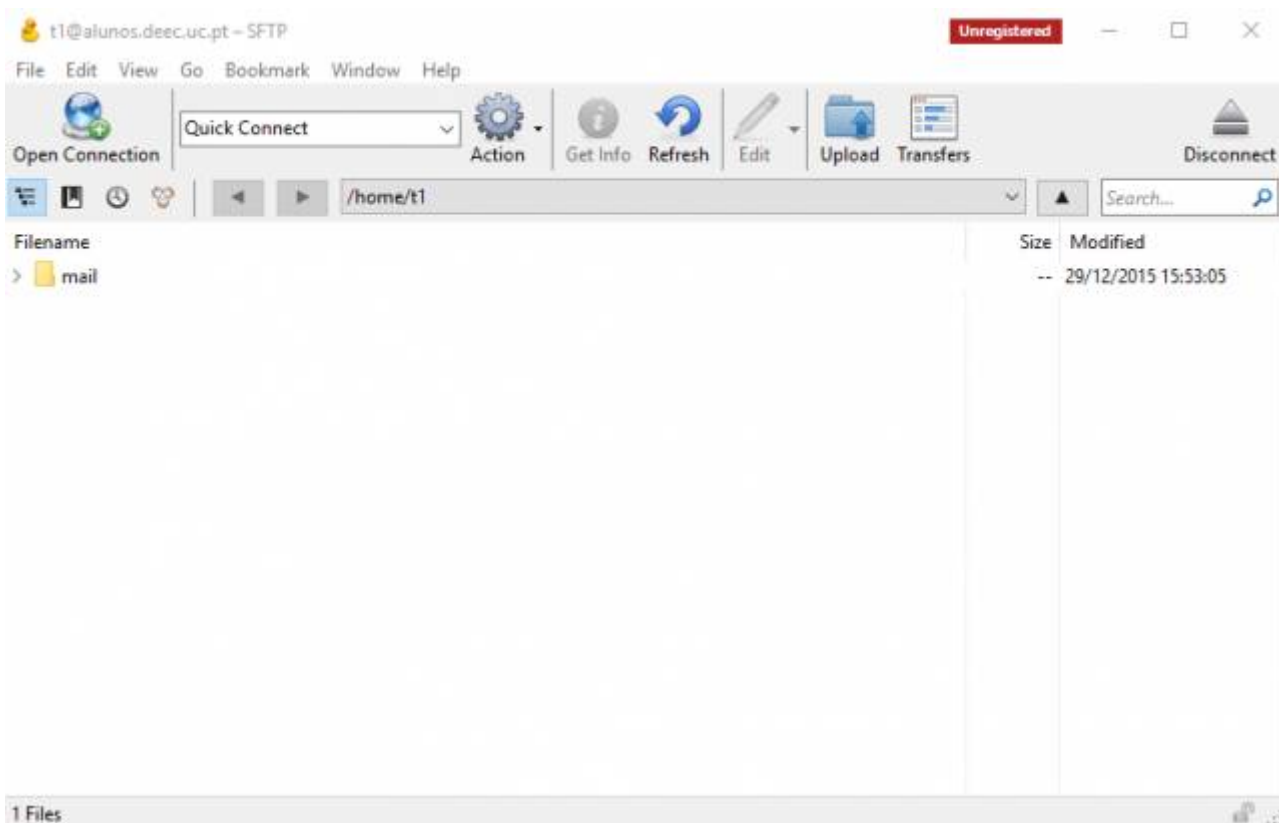 t1@alunos.deec.uc.pt – SFTP Unregistered
File Edit View Go Bookmark Window Help
Open Connection Quick Connect Action Get Info Refresh Edit Upload Transfers Disconnect
/home/t1 Search...
Filename Size Modified
mail -- 29/12/2015 15:53:05
1 Files